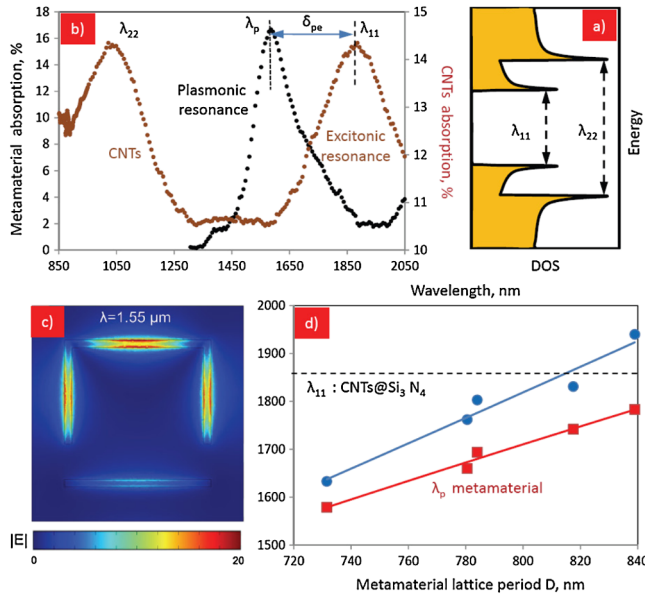 b)
λ22
λp
δpe
λ11
Plasmonic
resonance
Excitonic
resonance
CNTs
Metamaterial absorption, %
18
16
14
12
10
8
6
4
2
0
CNTs absorption, %
15
14
13
12
11
10
850
1050
1250
1450
1650
1850
2050
Wavelength, nm
a)
λ11
λ22
Energy
DOS
c)
λ=1.55 μm
|E|
0
10
20
d)
2000
1900
1800
1700
1600
1500
λ11 : CNTs@Si3 N4
λp metamaterial
720
740
760
780
800
820
840
Metamaterial lattice period D, nm